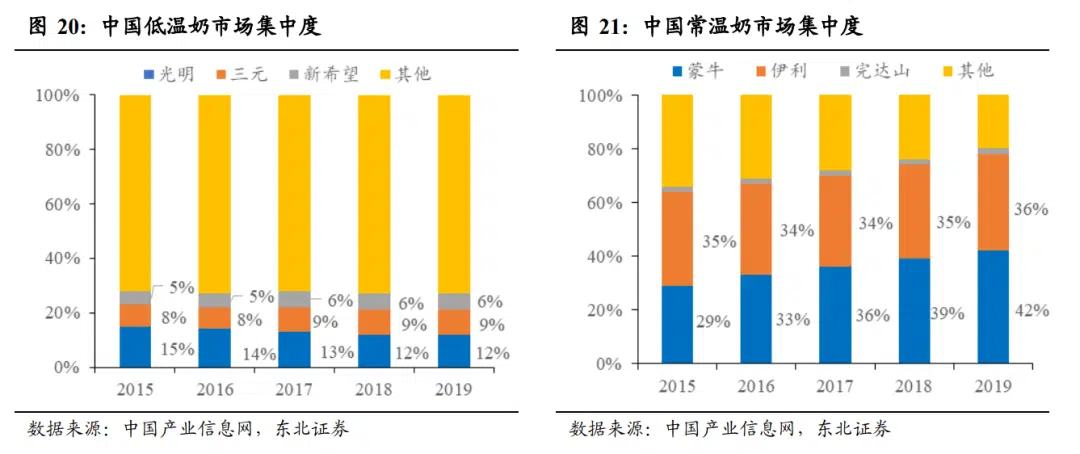 图 20：中国低温奶市场集中度
光明 三元 新希望 其他
100%
80%
60%
40%
20%
0%
5% 5% 6% 6% 6%
8% 8% 9% 9% 9%
15% 14% 13% 12% 12%
2015 2016 2017 2018 2019
数据来源：中国产业信息网，东北证券
图 21：中国常温奶市场集中度
蒙牛 伊利 完达山 其他
100%
80%
60%
40%
20%
0%
35% 34% 34% 35% 36%
29% 33% 36% 39% 42%
2015 2016 2017 2018 2019
数据来源：中国产业信息网，东北证券